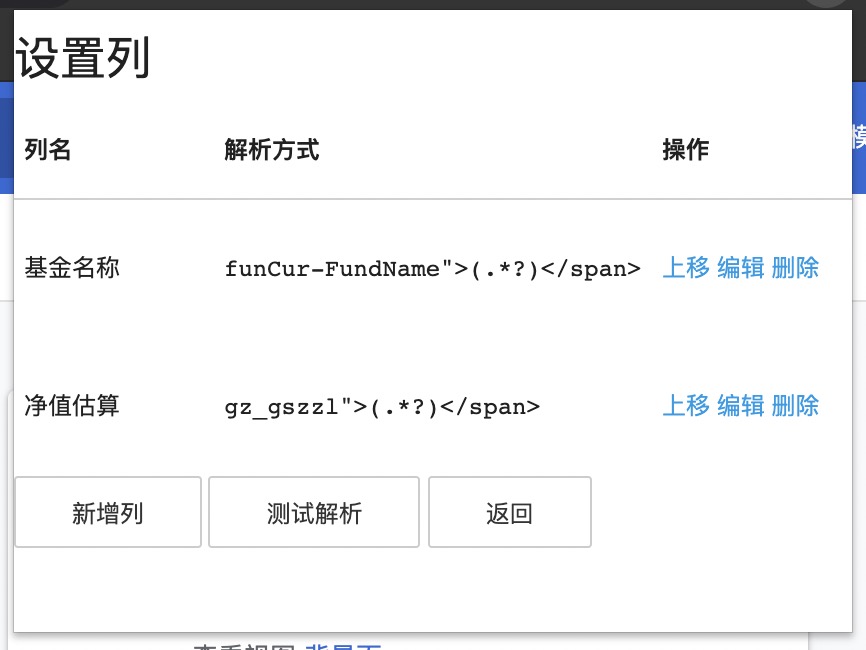 设置列
列名 解析方式 操作
基金名称 funCur-FundName">(.*?)</span> 上移 编辑 删除
净值估算 gz_gszzl">(.*?)</span> 上移 编辑 删除
新增列 测试解析 返回